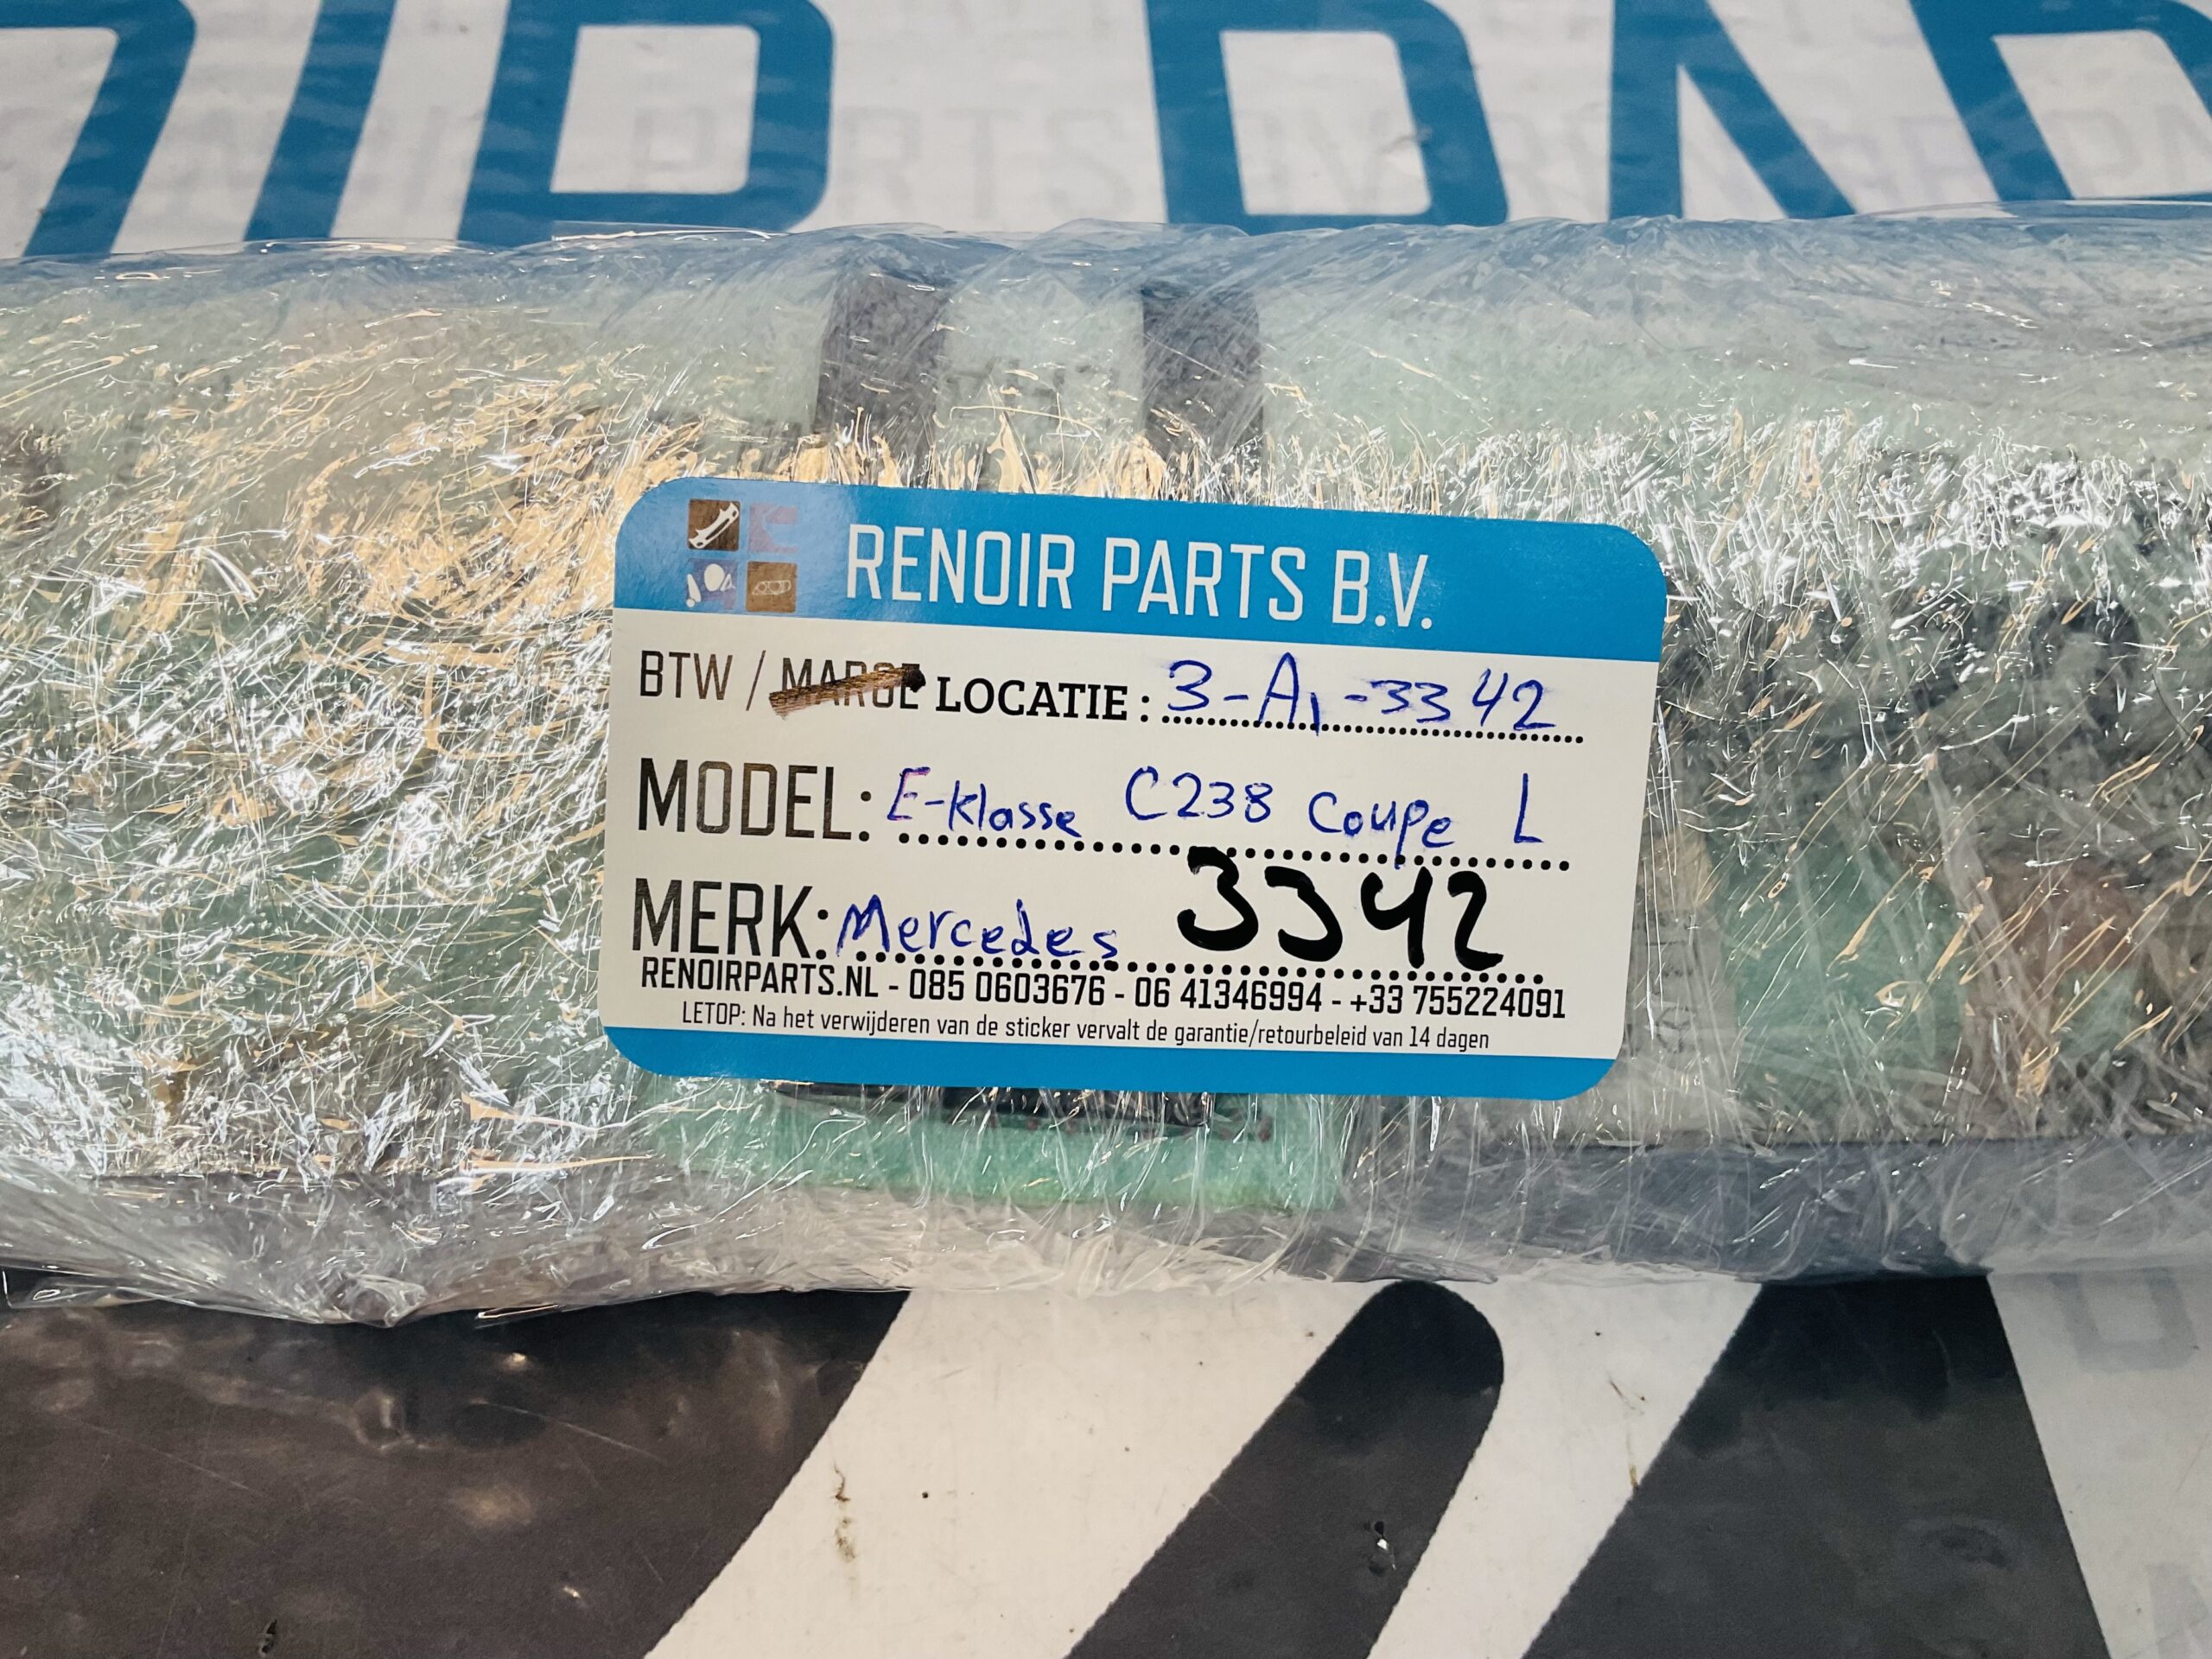 RENOIR PARTS B.V.
BTW / MARGE LOCATIE : 3-A1-3342
MODEL: E-Klasse C238 Coupe L
MERK: Mercedes 3342
RENOIRPARTS.NL - 085 0603676 - 06 41346994 - +33 755224091
LETOP: Na het verwijderen van de sticker vervalt de garantie/retourbeleid van 14 dagen